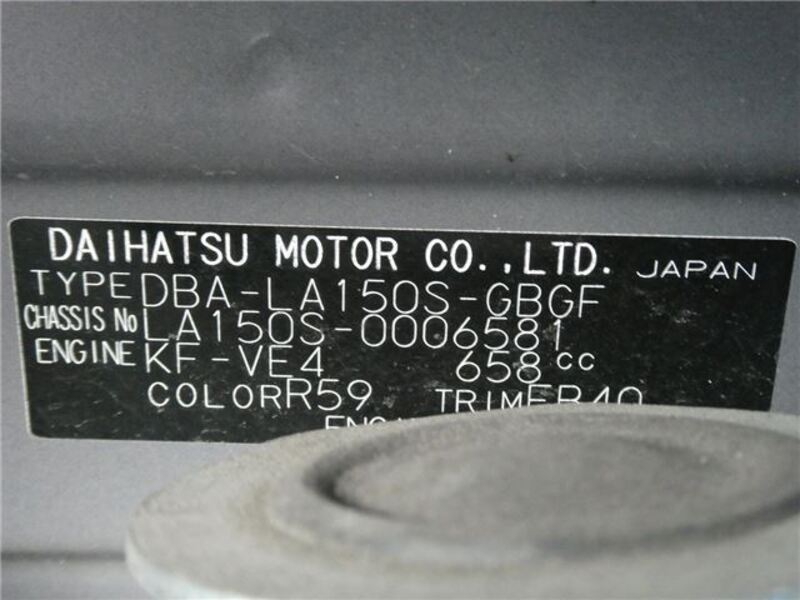 DAIHATSU MOTOR CO.,LTD. JAPAN
TYPE DBA-LA150S-GBGF
CHASSIS No LA150S-0006581
ENGINE KF-VE4 658cc
COLOR R59 TRIM FB40